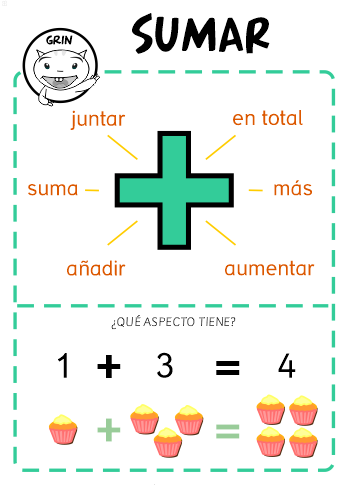 GRIN
SUMAR
juntar
en total
suma
más
añadir
aumentar
¿QUÉ ASPECTO TIENE?
1 + 3 = 4
+ =